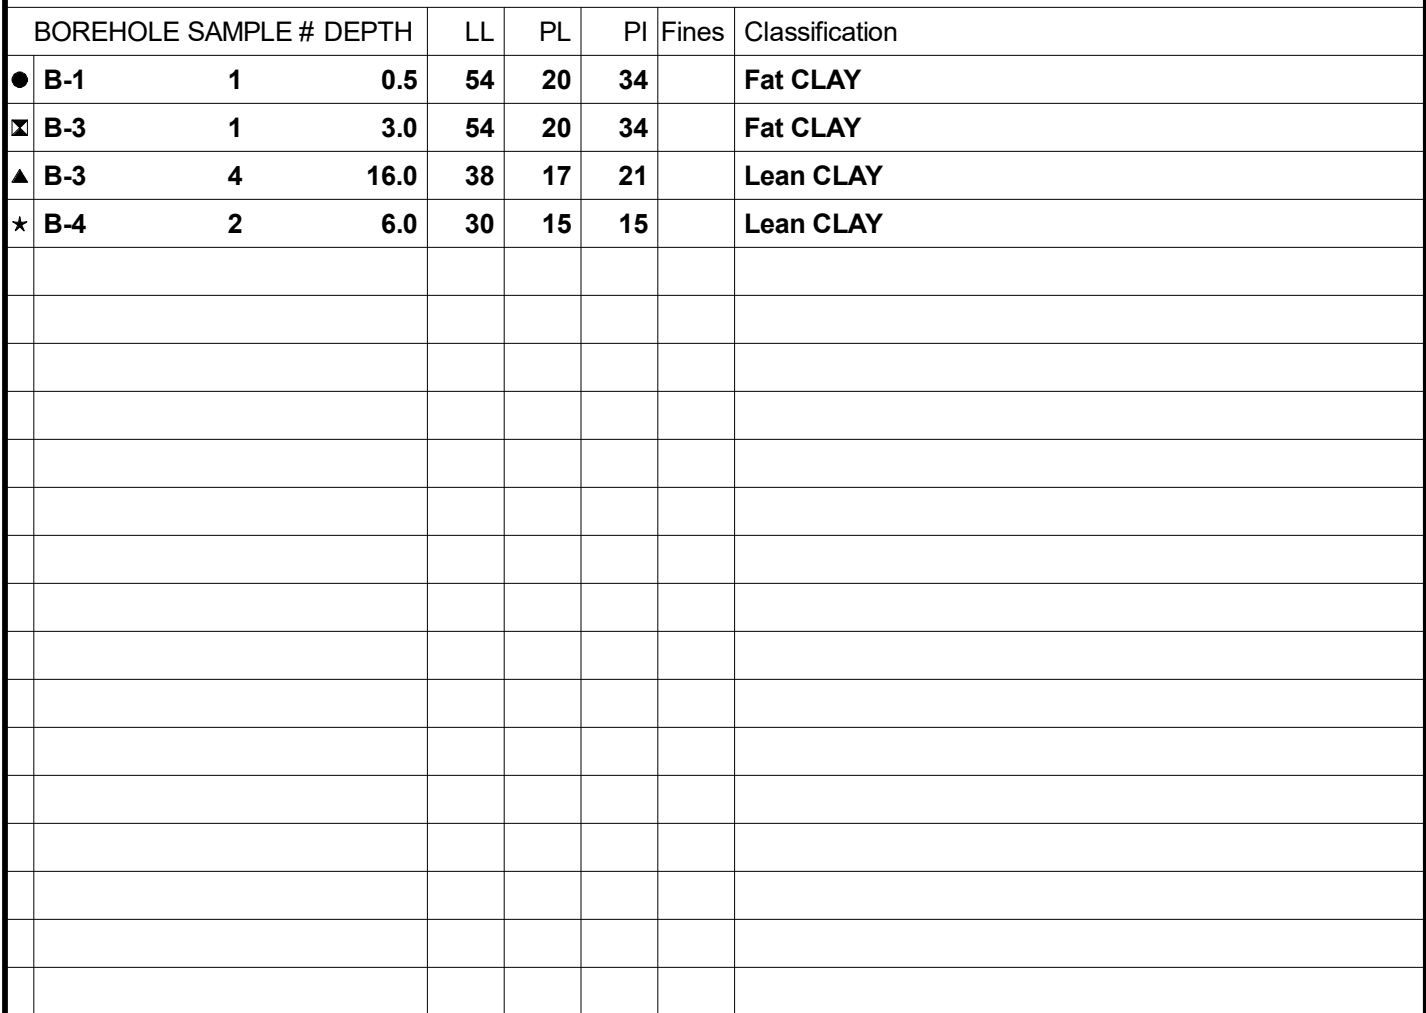 BOREHOLE SAMPLE # DEPTH LL PL PI Fines Classification
B-1 1 0.5 54 20 34 Fat CLAY
B-3 1 3.0 54 20 34 Fat CLAY
B-3 4 16.0 38 17 21 Lean CLAY
B-4 2 6.0 30 15 15 Lean CLAY